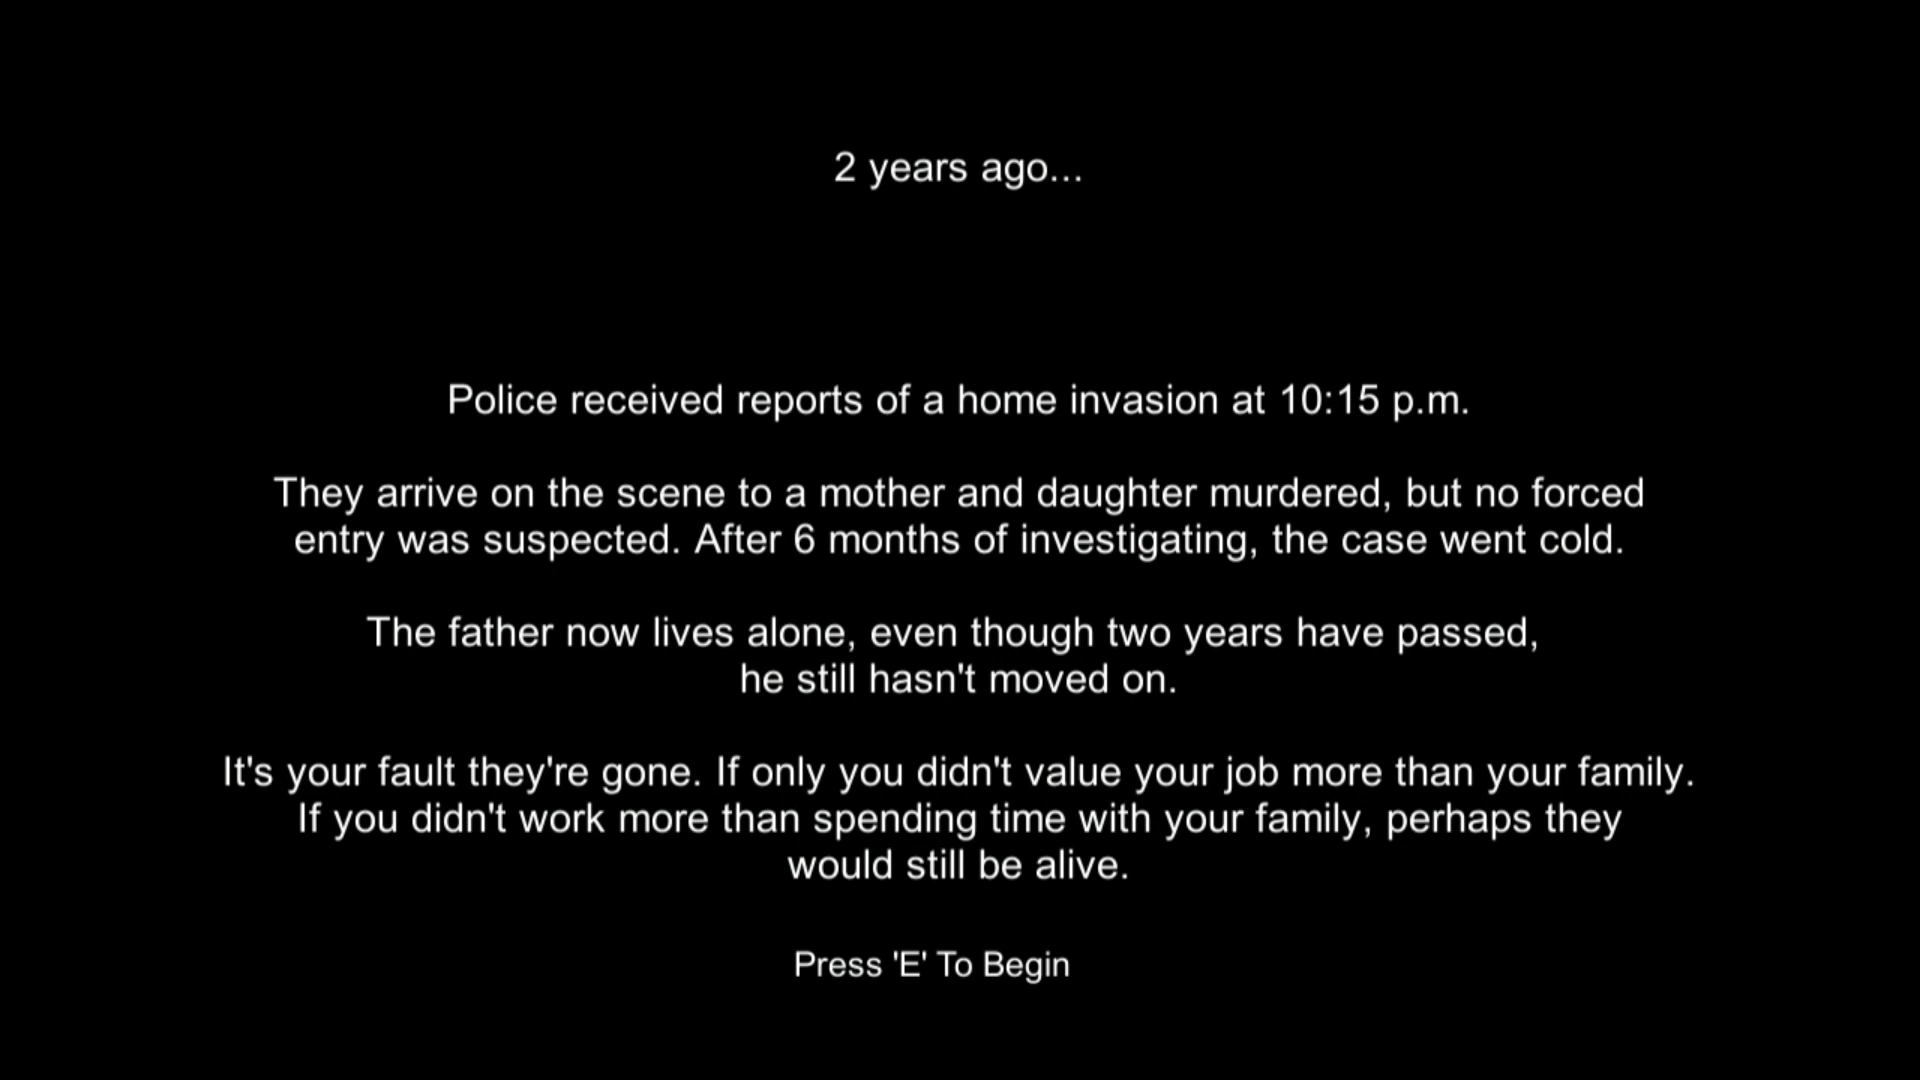 2 years ago...
Police received reports of a home invasion at 10:15 p.m.
They arrive on the scene to a mother and daughter murdered, but no forced
entry was suspected. After 6 months of investigating, the case went cold.
The father now lives alone, even though two years have passed,
he still hasn't moved on.
It's your fault they're gone. If only you didn't value your job more than your family.
If you didn't work more than spending time with your family, perhaps they
would still be alive.
Press 'E' To Begin